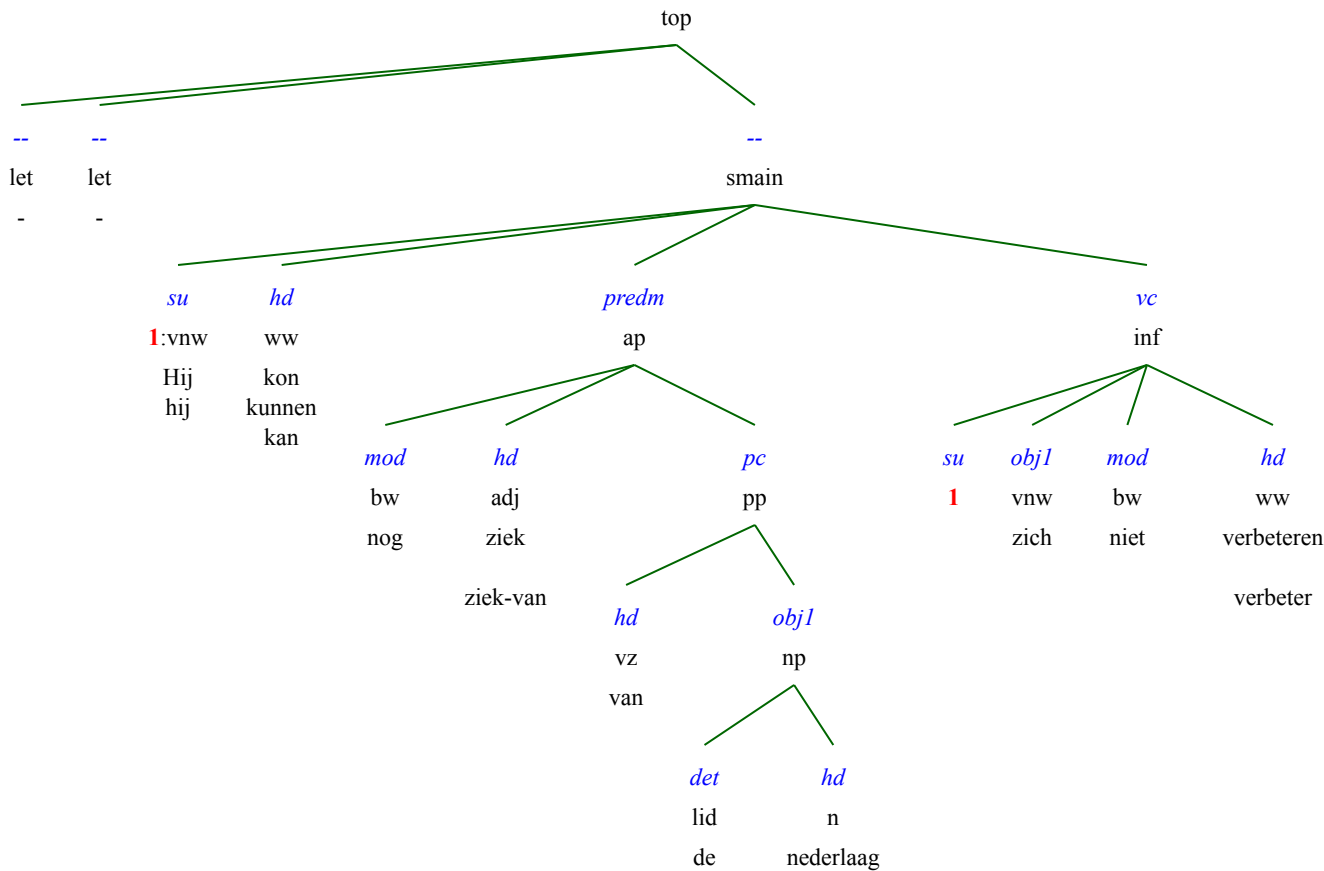 top
-- -- --
let let smain
- -
su hd predm vc
1:vnw ww ap inf
Hij kon
hij kunnen
kan
mod hd pc su obj1 mod hd
bw adj pp 1 vnw bw ww
nog ziek zich niet verbeteren
ziek-van verbeter
hd obj1
vz np
van
det hd
lid n
de nederlaag